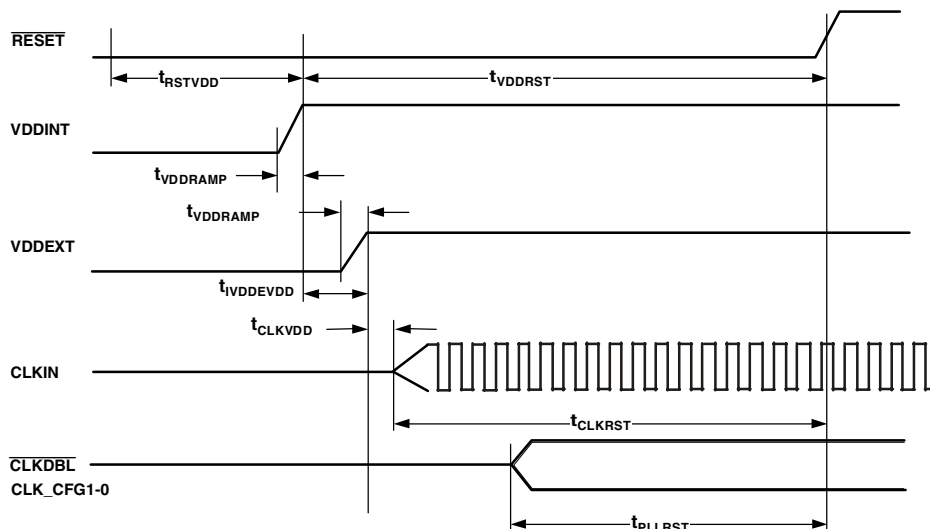 RESET
tRSTVDD
tVDDRST
VDDINT
tVDDRAMP
tVDDRAMP
VDDEXT
tIVDDEVDD
tCLKVDD
CLKIN
tCLKRST
CLKDBL
CLK_CFG1-0
tPLLRST